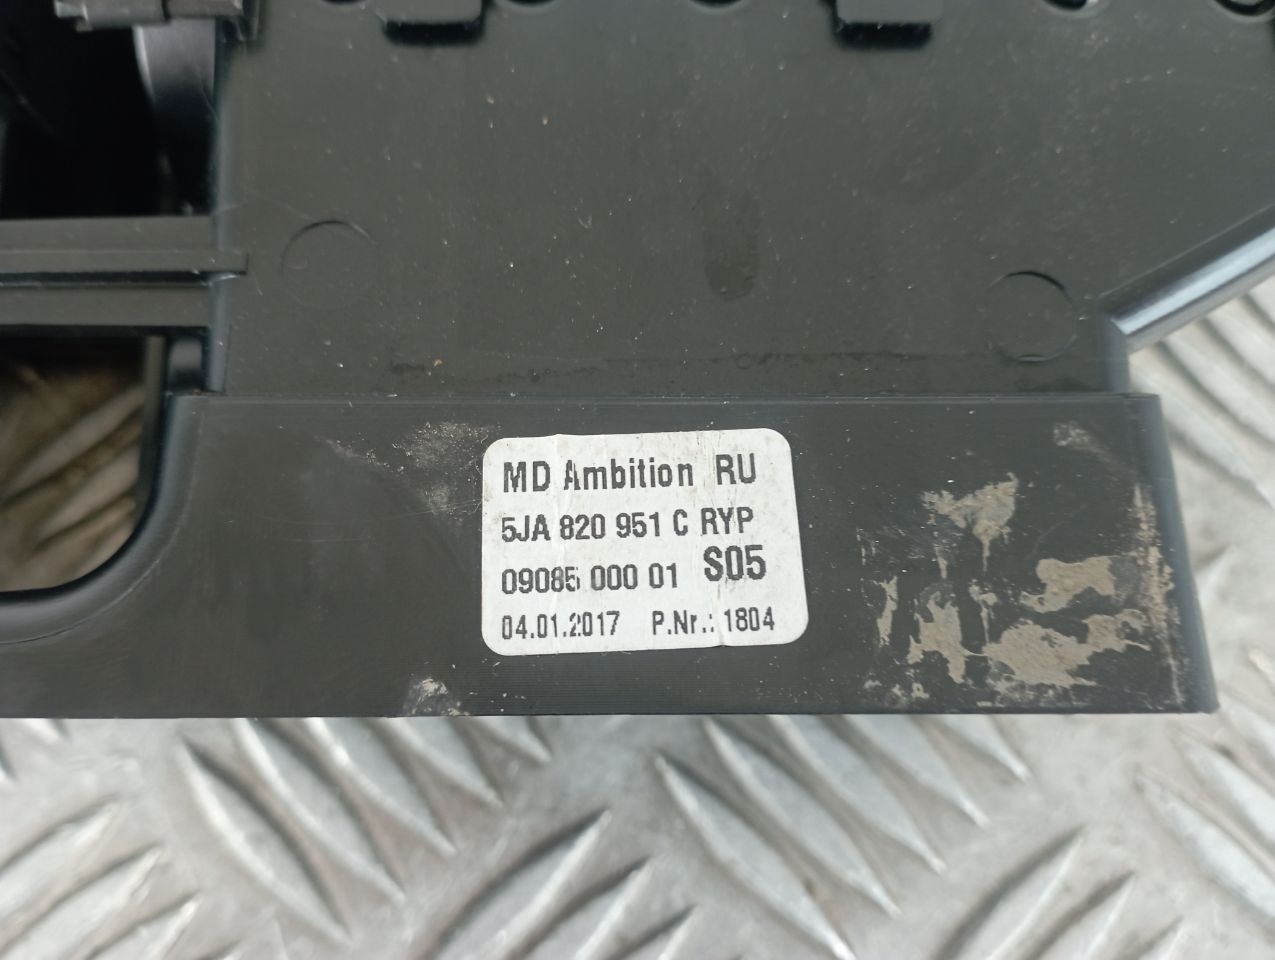 MD Ambition RU
5JA 820 951 C RYP
09085 000 01 S05
04.01.2017 P.Nr.: 1804